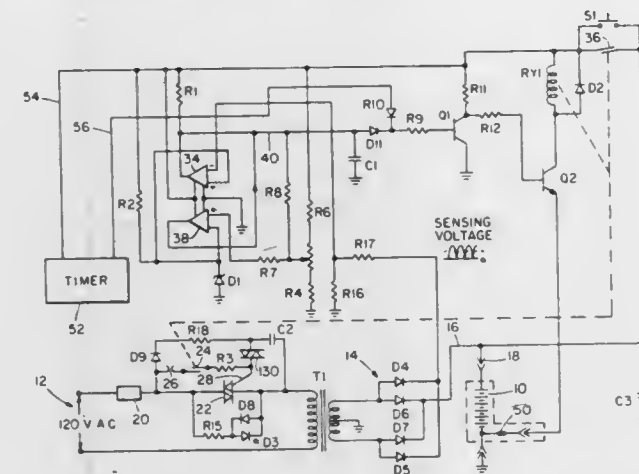 S1
36
54
R1
RY1
D2
56
R10
R11
Q1
R9
R12
D11
40
34
C1
Q2
R2
R8
R6
38
SENSING
VOLTAGE
R17
R7
TIMER
D1
R4
R16
52
R18
C2
16
D9
24
14
18
26
R3
130
D4
28
T1
12
D6
10
120 VAC
20
22
D8
D7
50
C3
R15
D3
D5